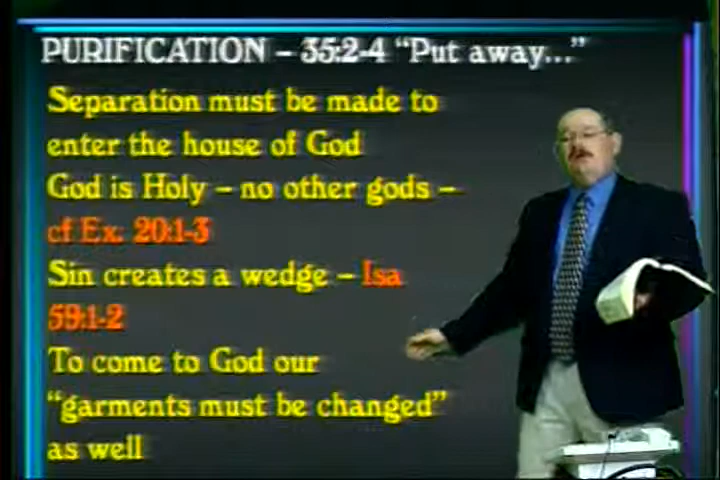 PURIFICATION – 35:2-4 “Put away...”
Separation must be made to
enter the house of God
God is Holy – no other gods –
cf Ex. 20:1-3
Sin creates a wedge – Isa
59:1-2
To come to God our
“garments must be changed”
as well